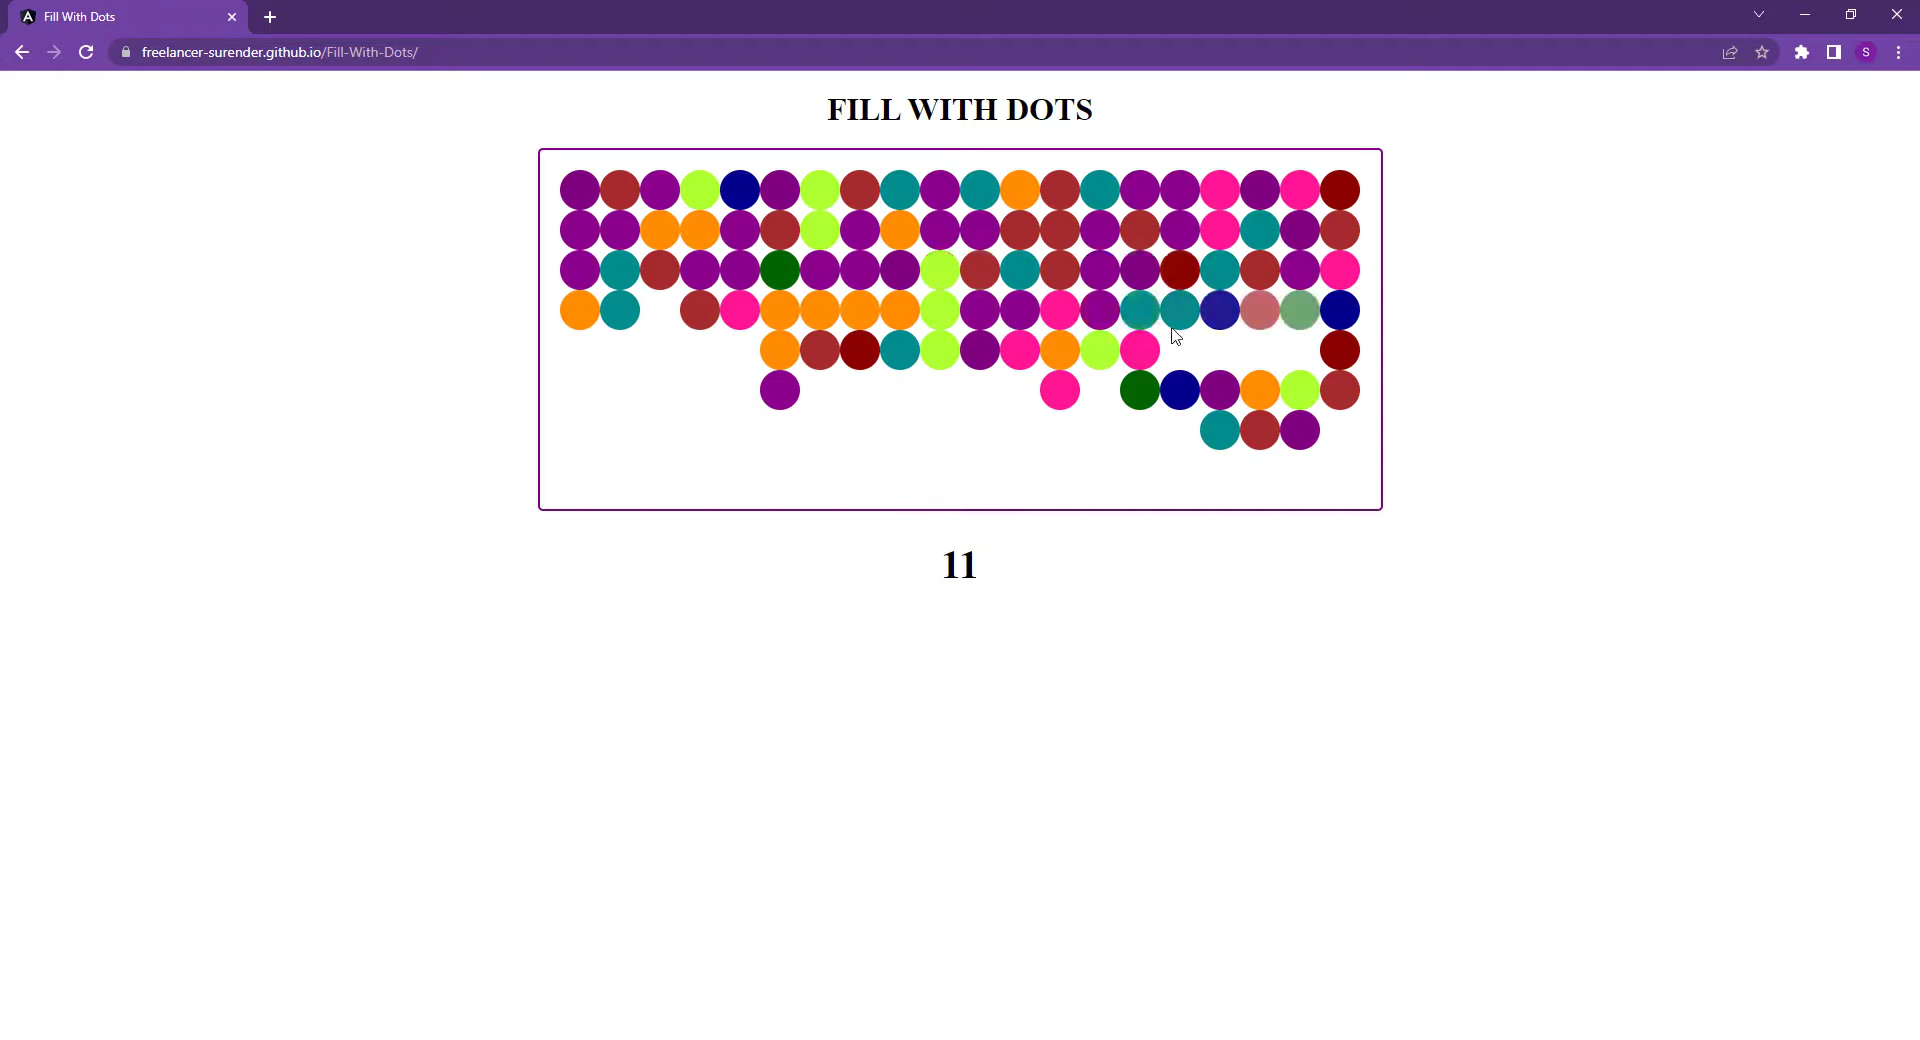 Fill With Dots
freelancer-surender.github.io/Fill-With-Dots/
S
FILL WITH DOTS
11